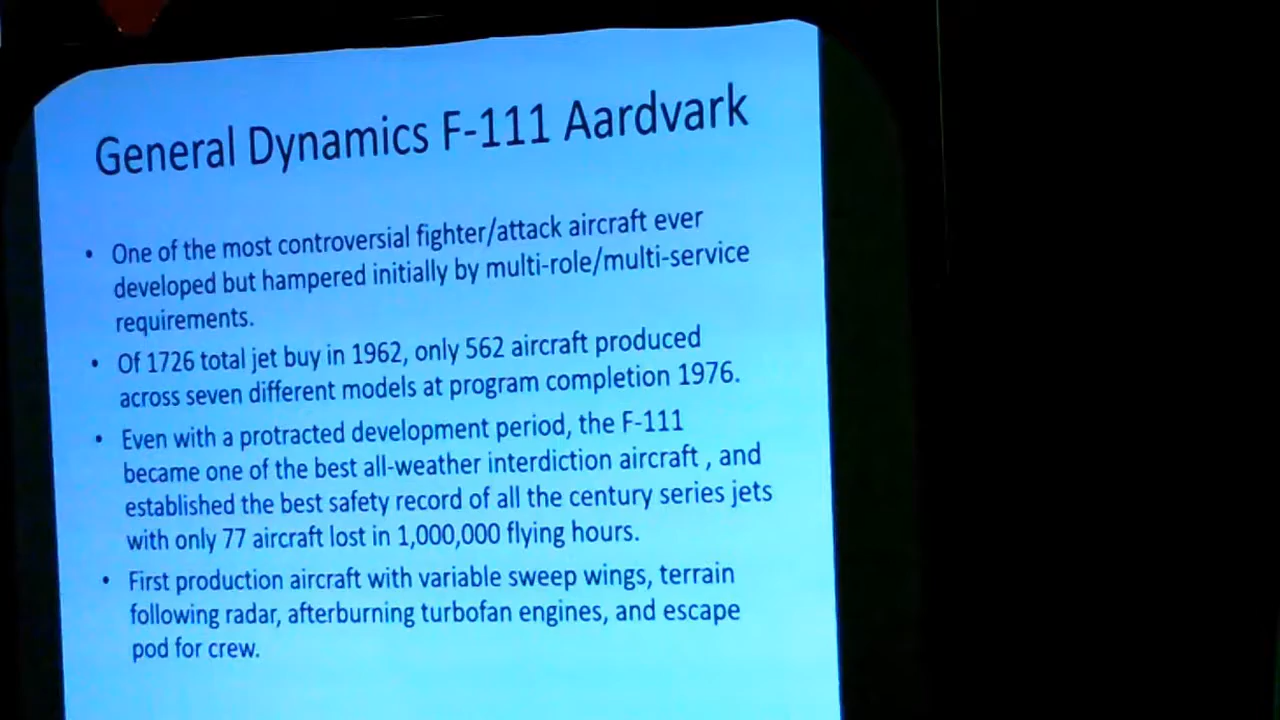 General Dynamics F-111 Aardvark
• One of the most controversial fighter/attack aircraft ever
developed but hampered initially by multi-role/multi-service
requirements.
• Of 1726 total jet buy in 1962, only 562 aircraft produced
across seven different models at program completion 1976.
• Even with a protracted development period, the F-111
became one of the best all-weather interdiction aircraft , and
established the best safety record of all the century series jets
with only 77 aircraft lost in 1,000,000 flying hours.
• First production aircraft with variable sweep wings, terrain
following radar, afterburning turbofan engines, and escape
pod for crew.